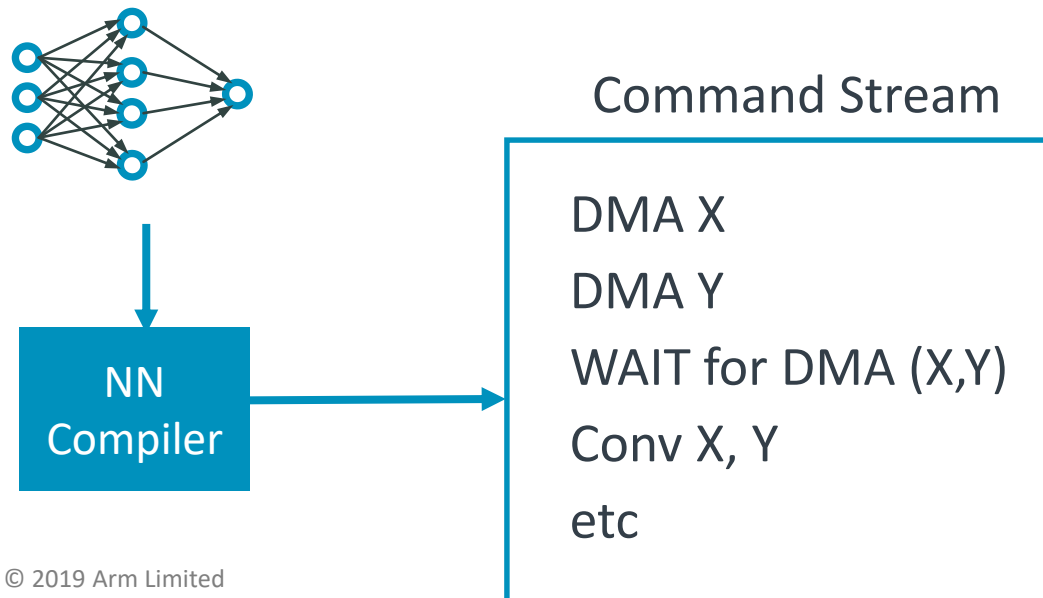 Command Stream
DMA X
DMA Y
WAIT for DMA (X,Y)
Conv X, Y
etc
NN
Compiler
© 2019 Arm Limited